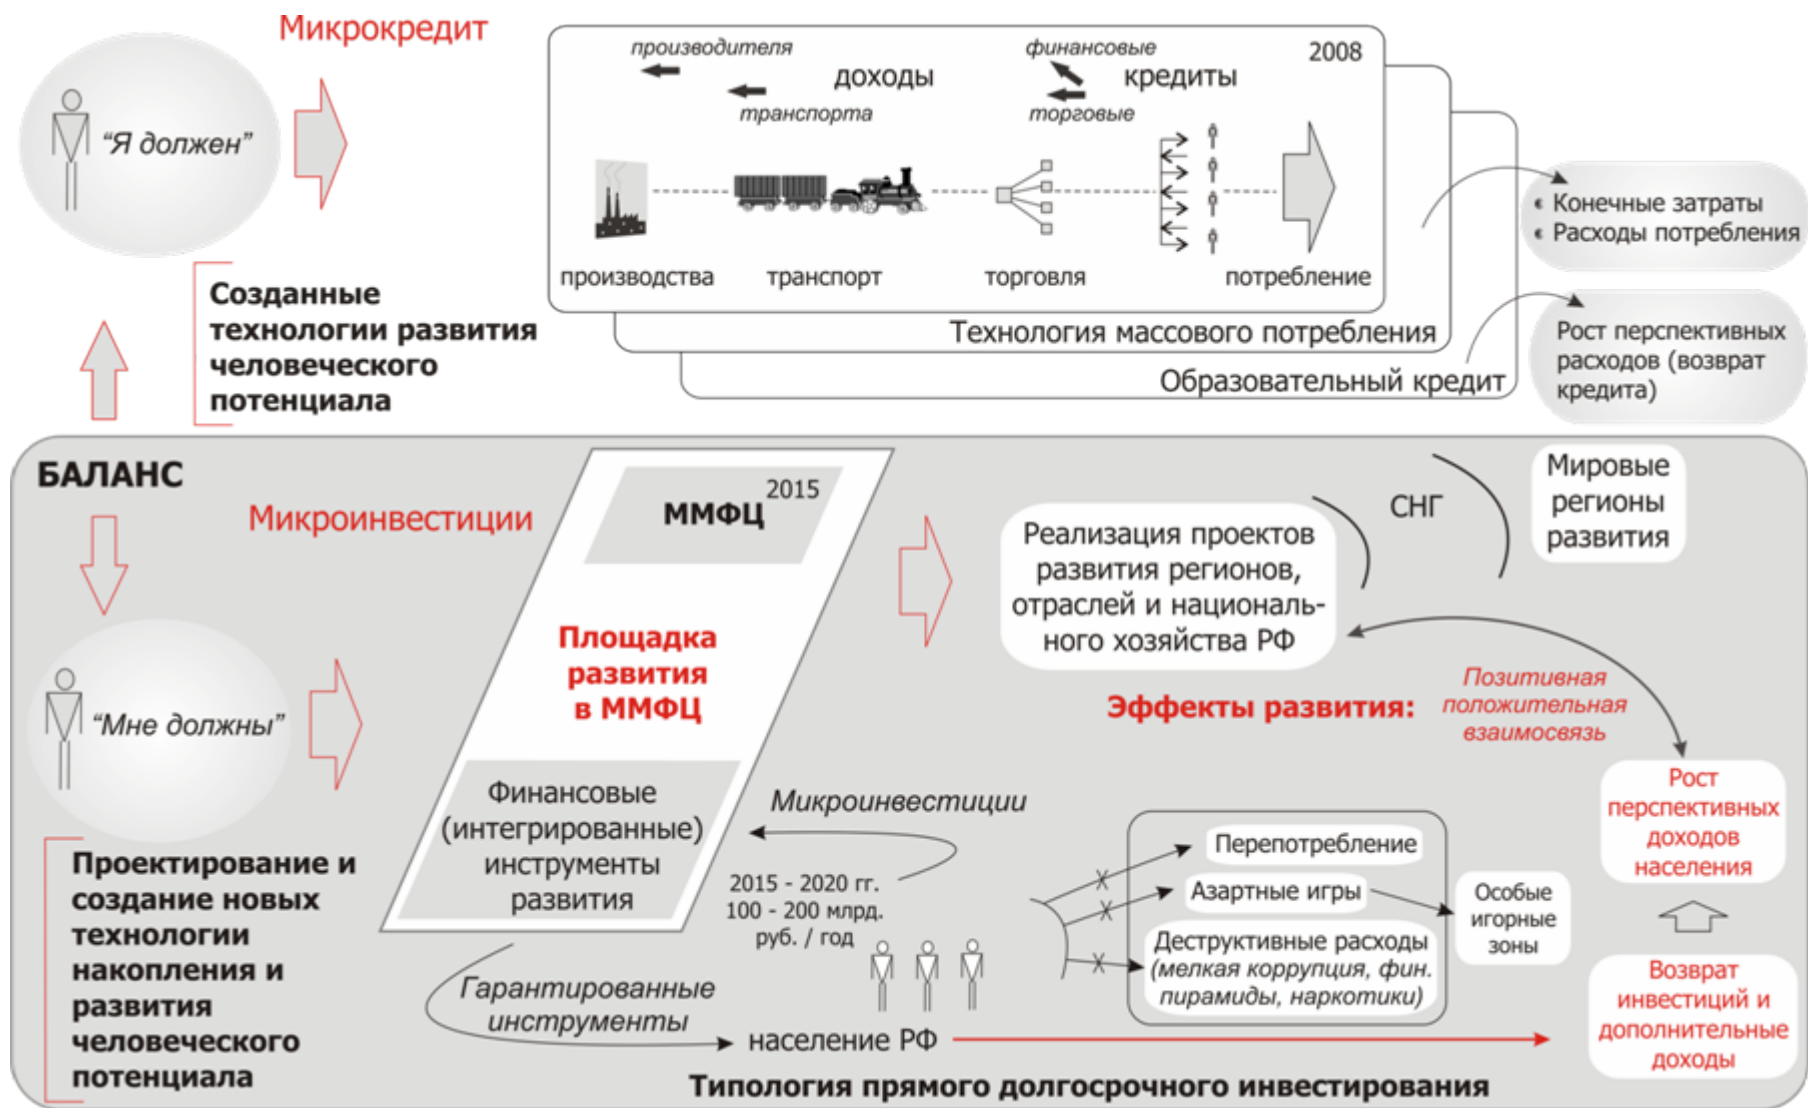 Микрокредит
“Я должен”
Созданные
технологии развития
человеческого
потенциала
2008
производителя
доходы
транспорта
финансовые
кредиты
торговые
производства
транспорт
торговля
потребление
Технология массового потребления
Образовательный кредит
Конечные затраты
Расходы потребления
Рост перспективных
расходов (возврат
кредита)
БАЛАНС
Микроинвестиции
“Мне должны”
Проектирование и
создание новых
технологии
накопления и
развития
человеческого
потенциала
ММФЦ
2015
Площадка
развития
в ММФЦ
Финансовые
(интегрированные)
инструменты
развития
Реализация проектов
развития регионов,
отраслей и националь-
ного хозяйства РФ
СНГ
Мировые
регионы
развития
Эффекты развития:
Позитивная
положительная
взаимосвязь
Микроинвестиции
2015 - 2020 гг.
100 - 200 млрд.
руб. / год
Гарантированные
инструменты
население РФ
Перепотребление
Азартные игры
Деструктивные расходы
(мелкая коррупция, фин.
пирамиды, наркотики)
Особые
игорные
зоны
Рост
перспективных
доходов
населения
Возврат
инвестиций и
дополнительные
доходы
Типология прямого долгосрочного инвестирования